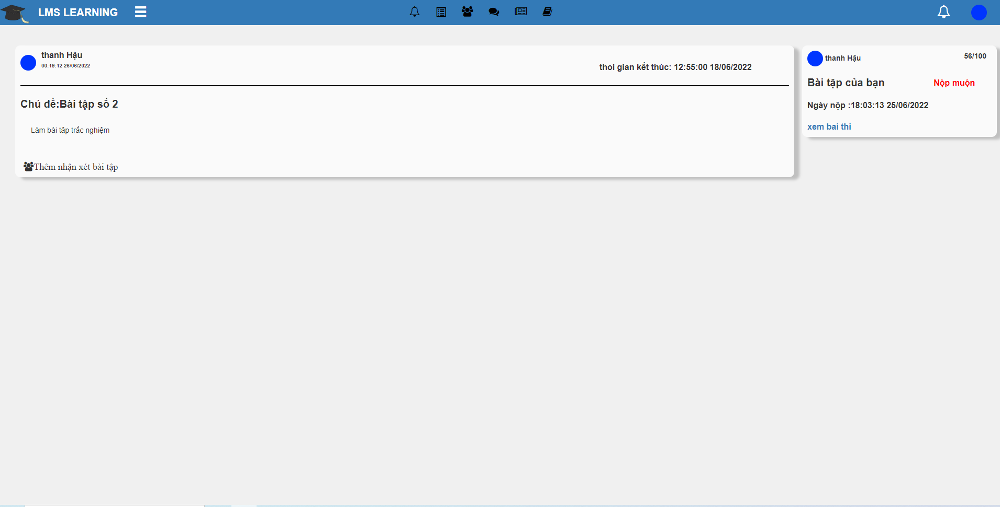 LMS LEARNING
thanh Hậu
00:19:12 26/06/2022
thoi gian kết thúc: 12:55:00 18/06/2022
Chủ đề:Bài tập số 2
Làm bài tâp trắc nghiệm
Thêm nhận xét bài tập
thanh Hậu
56/100
Bài tập của bạn
Nộp muộn
Ngày nộp :18:03:13 25/06/2022
xem bai thi